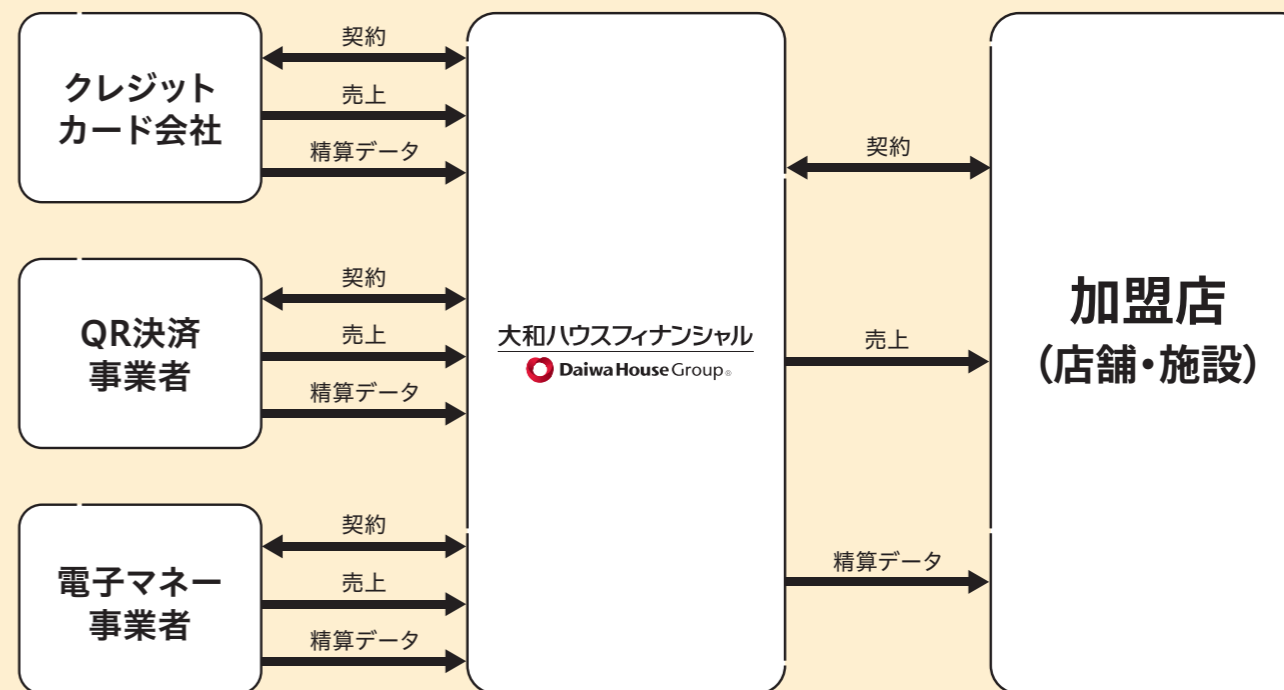 クレジット
カード会社
契約
売上
精算データ
QR決済
事業者
契約
売上
精算データ
電子マネー
事業者
契約
売上
精算データ
大和ハウスフィナンシャル
Daiwa House Group®
契約
売上
精算データ
加盟店
（店舗・施設）